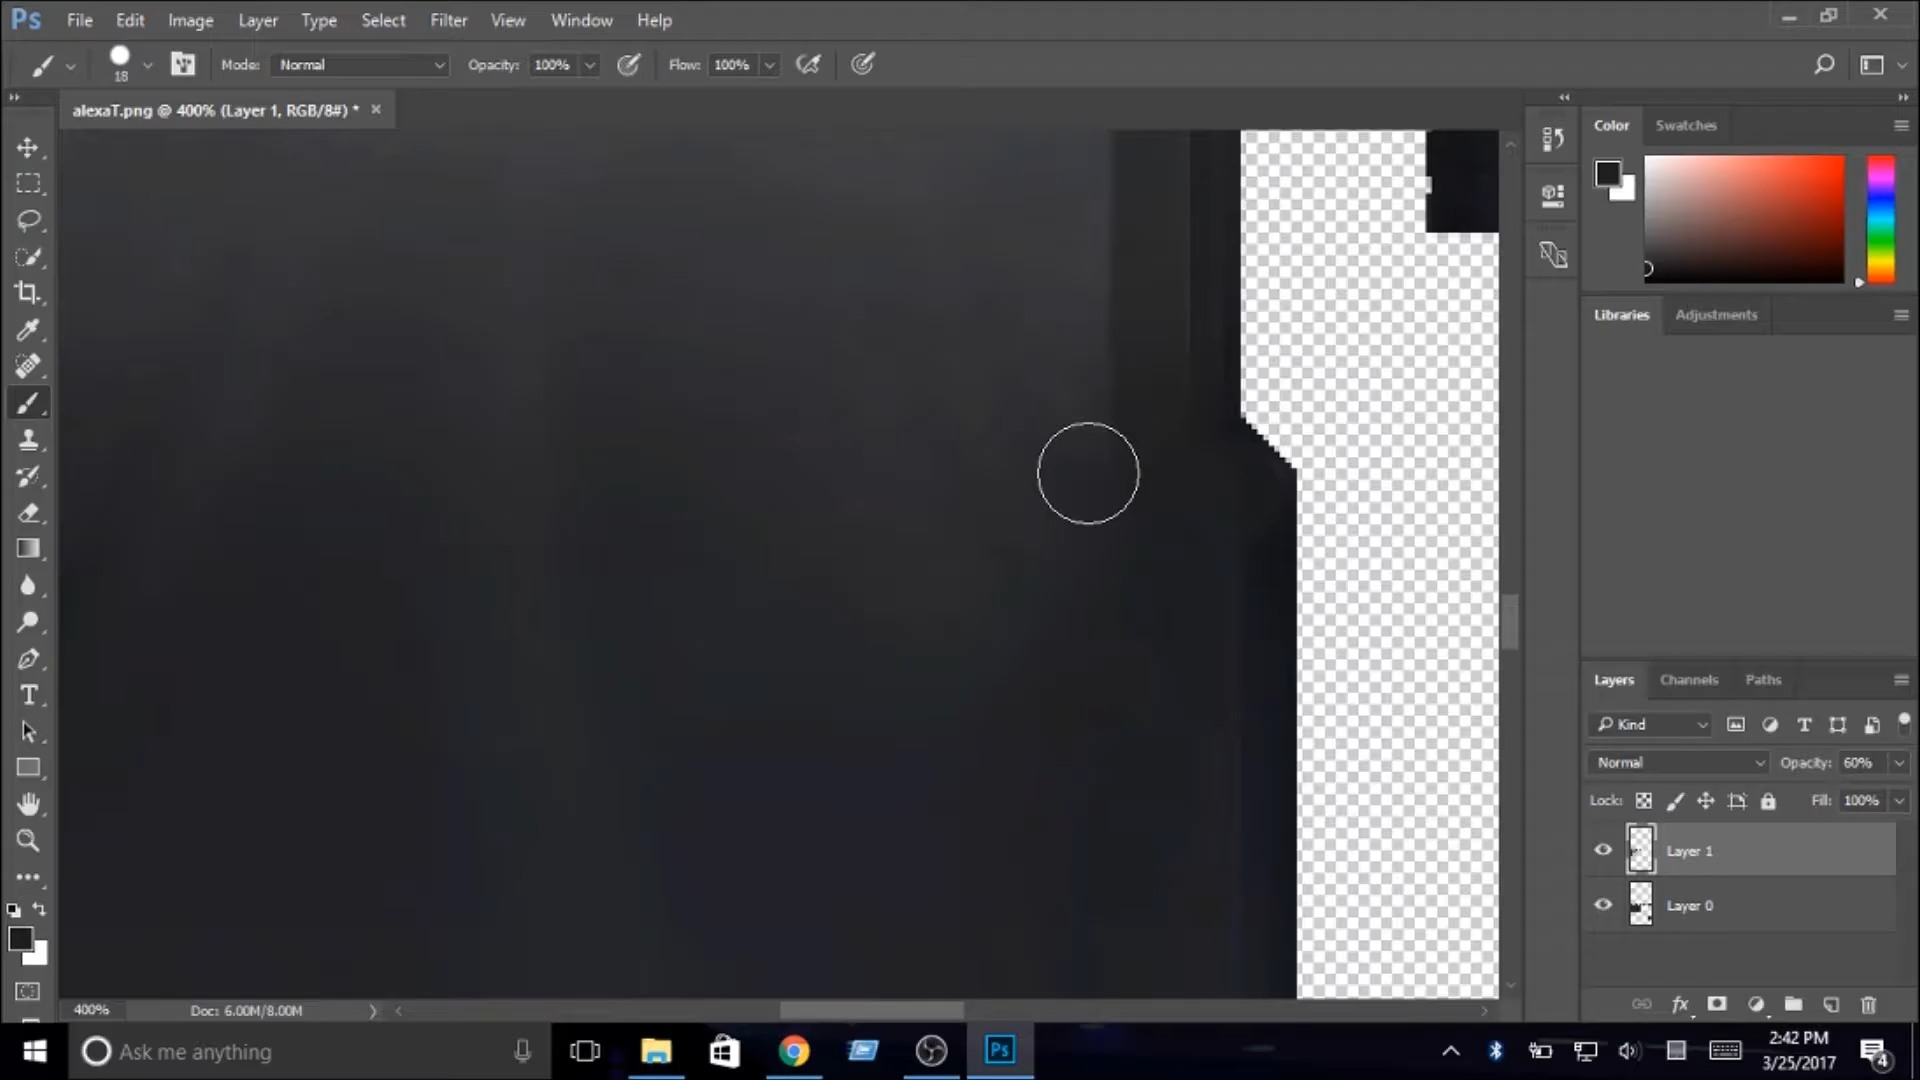 Ps File Edit Image Layer Type Select Filter View Window Help
18 Mode: Normal Opacity: 100% Flow: 100%
alexaT.png @ 400% (Layer 1, RGB/8#) *
Color Swatches
Libraries Adjustments
Layers Channels Paths
Kind
Normal Opacity: 60%
Lock: Fill: 100%
Layer 1
Layer 0
fx
400% Doc: 6.00M/8.00M
Ask me anything
Ps
2:42 PM
3/25/2017
4